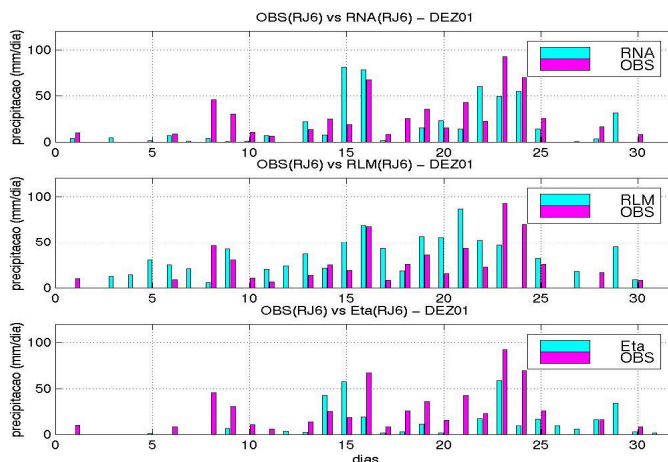 OBS(RJ6) vs RNA(RJ6) – DEZ01
precipitacao (mm/dia)
100
50
0
RNA
OBS
0 5 10 15 20 25 30
OBS(RJ6) vs RLM(RJ6) – DEZ01
precipitacao (mm/dia)
100
50
0
RLM
OBS
0 5 10 15 20 25 30
OBS(RJ6) vs Eta(RJ6) – DEZ01
precipitacao (mm/dia)
100
50
0
Eta
OBS
0 5 10 15 20 25 30
dias